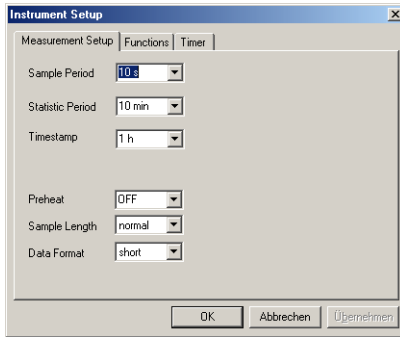 Instrument Setup
Measurement Setup Functions Timer
Sample Period 10 s
Statistic Period 10 min
Timestamp 1 h
Preheat OFF
Sample Length normal
Data Format short
OK Abbrechen Übernehmen